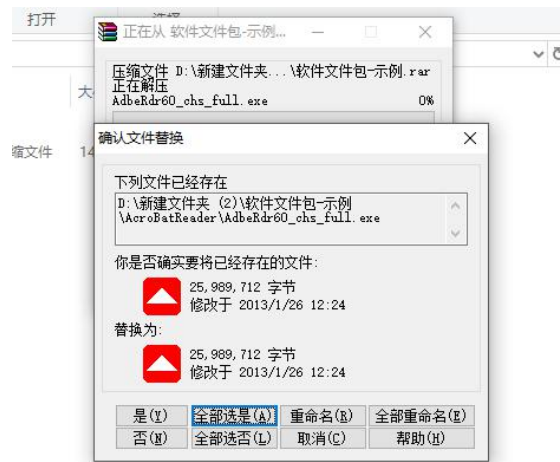 打开
正在从 软件文件包-示例...
压缩文件 D:\新建文件夹...\软件文件包-示例.rar
正在解压
AdbeRdr60_chs_full.exe 0%
大
缩文件 14
确认文件替换
下列文件已经存在
D:\新建文件夹 (2)\软件文件包-示例
\AcroBatReader\AdbeRdr60_chs_full.exe
你是否确实要将已经存在的文件:
25,989,712 字节
修改于 2013/1/26 12:24
替换为:
25,989,712 字节
修改于 2013/1/26 12:24
是(Y) 全部选是(A) 重命名(R) 全部重命名(E)
否(N) 全部选否(L) 取消(C) 帮助(H)